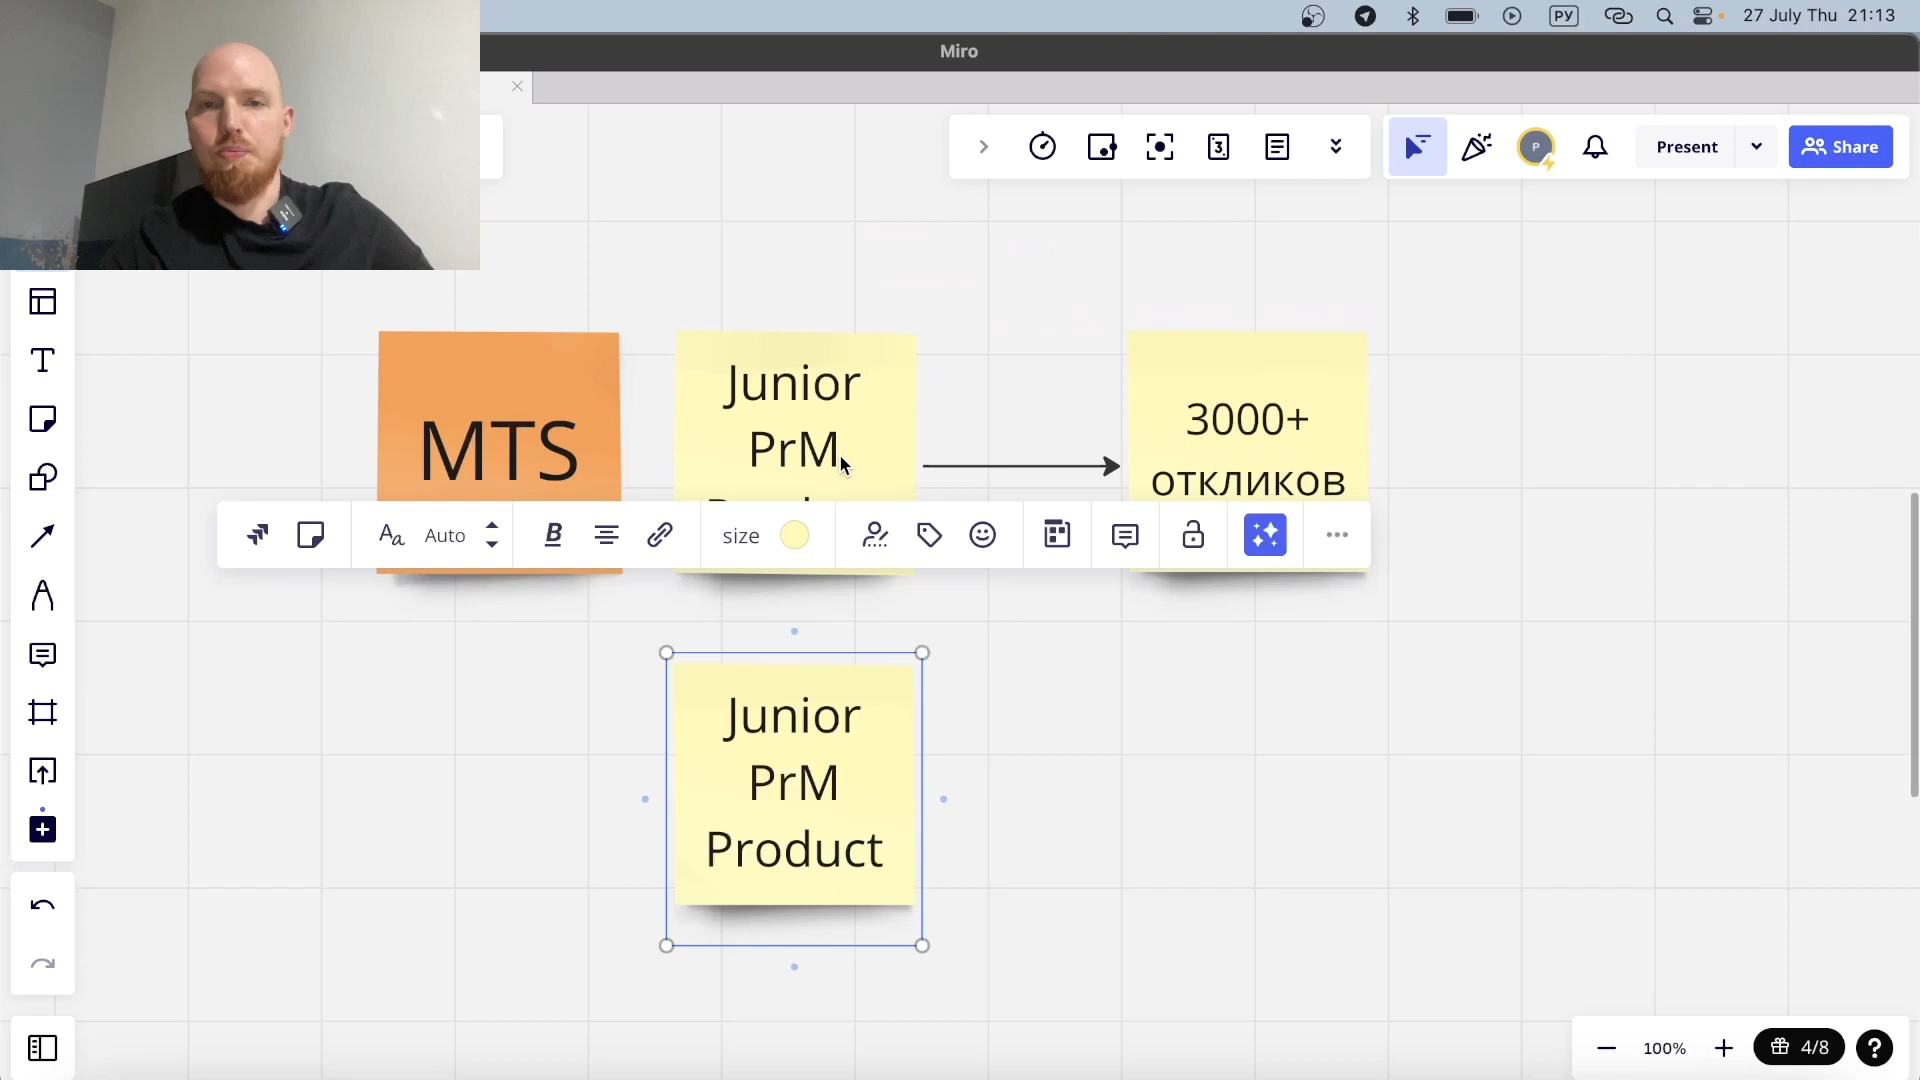 РУ
27 July Thu 21:13
Miro
Present
Share
MTS
Junior
PrM
3000+
откликов
Auto
B
size
Junior
PrM
Product
100%
4/8